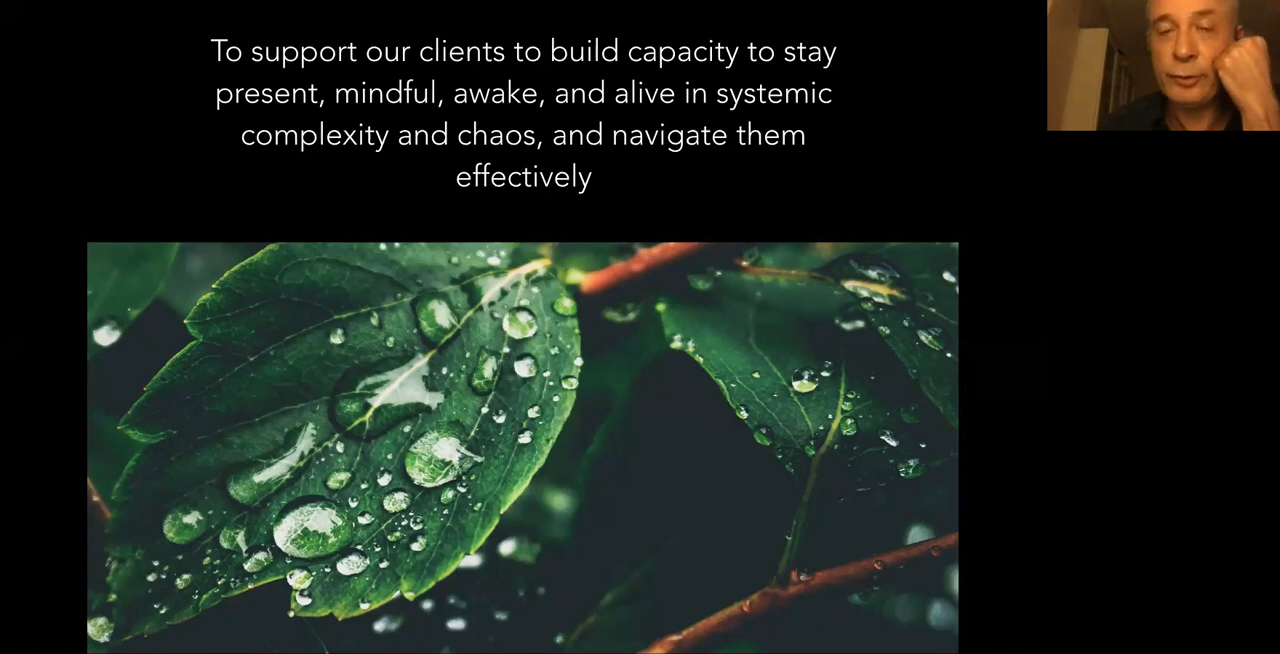 To support our clients to build capacity to stay
present, mindful, awake, and alive in systemic
complexity and chaos, and navigate them
effectively